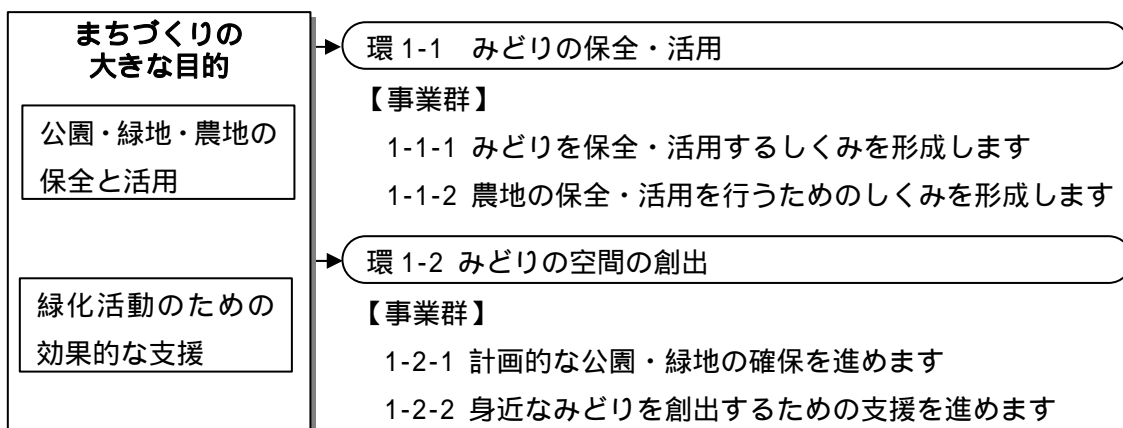 まちづくりの
大きな目的
公園・緑地・農地の
保全と活用
緑化活動のための
効果的な支援
環 1-1 みどりの保全・活用
【事業群】
1-1-1 みどりを保全・活用するしくみを形成します
1-1-2 農地の保全・活用を行うためのしくみを形成します
環 1-2 みどりの空間の創出
【事業群】
1-2-1 計画的な公園・緑地の確保を進めます
1-2-2 身近なみどりを創出するための支援を進めます